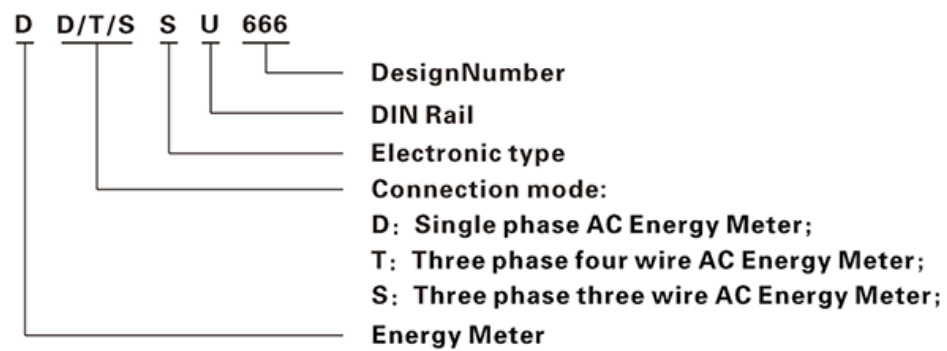 D D/T/S S U 666
DesignNumber
DIN Rail
Electronic type
Connection mode:
D: Single phase AC Energy Meter;
T: Three phase four wire AC Energy Meter;
S: Three phase three wire AC Energy Meter;
Energy Meter